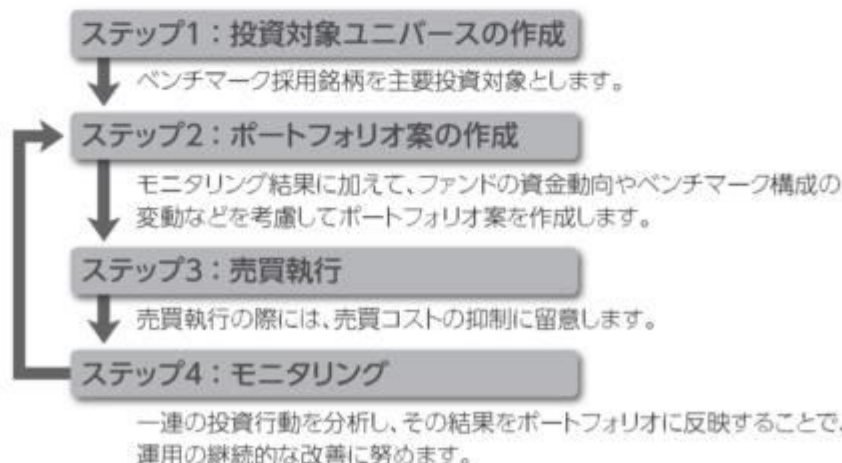 ステップ1：投資対象ユニバースの作成
ベンチマーク採用銘柄を主要投資対象とします。
ステップ2：ポートフォリオ案の作成
モニタリング結果に加えて、ファンドの資金動向やベンチマーク構成の
変動などを考慮してポートフォリオ案を作成します。
ステップ3：売買執行
売買執行の際には、売買コストの抑制に留意します。
ステップ4：モニタリング
一連の投資行動を分析し、その結果をポートフォリオに反映することで、
運用の継続的な改善に努めます。